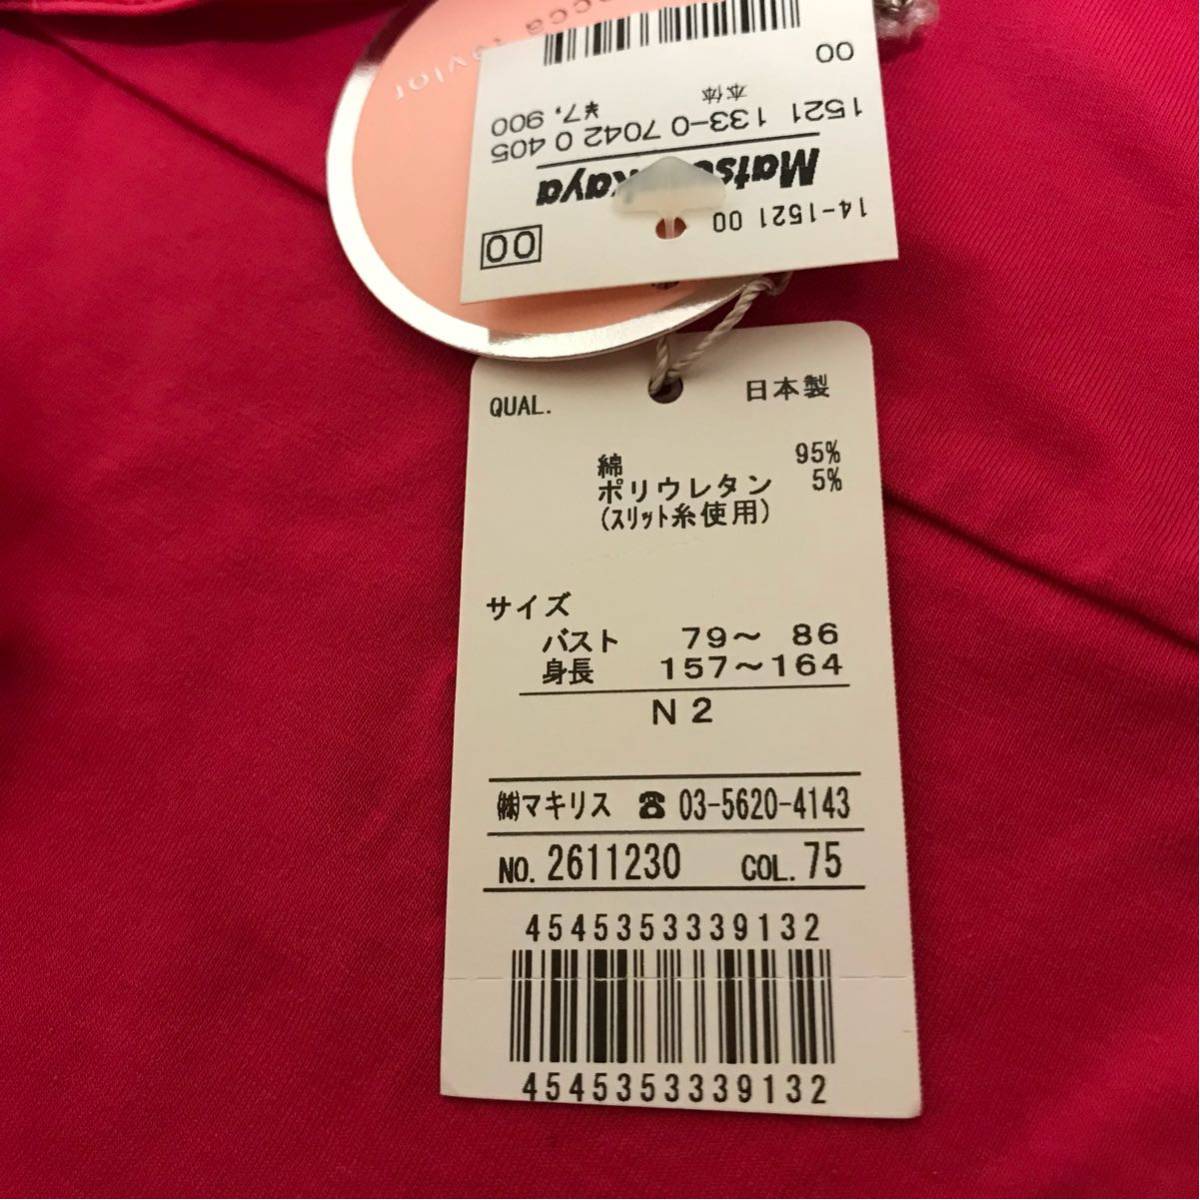 occa taylor
00
本体 ¥7,900
1521 133-0 7042 0 405
14-1521 00
00
QUAL. 日本製
綿 95%
ポリウレタン 5%
(スリット糸使用)
サイズ
バスト 79～ 86
身長 157～164
N 2
㈱マキリス ☎ 03-5620-4143
NO. 2611230 COL. 75
4545353339132
4545353339132